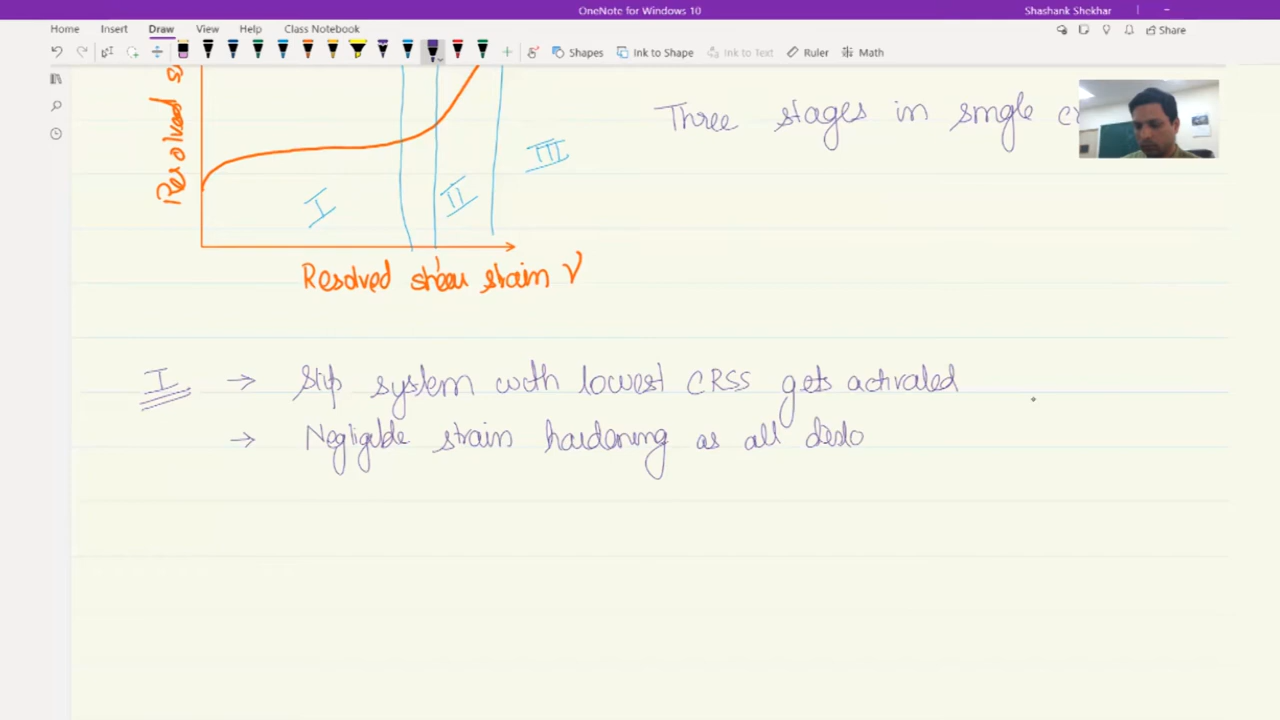 OneNote for Windows 10
Shashank Shekhar
Home Insert Draw View Help Class Notebook
Share
Shapes Ink to Shape Ink to Text Ruler Math
Resolved s
I
II
III
Resolved shear strain γ
Three stages in single c
I → Slip system with lowest CRSS gets activated
→ Negligible strain hardening as all dislo